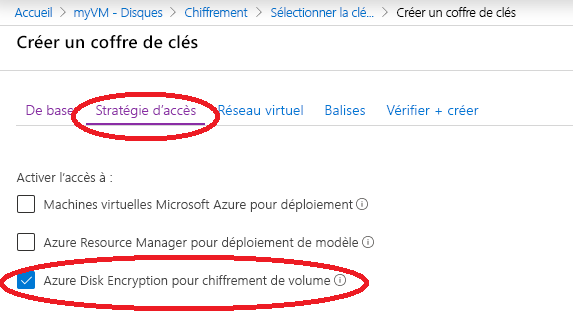 Accueil > myVM - Disques > Chiffrement > Sélectionner la clé... > Créer un coffre de clés
Créer un coffre de clés
De base Stratégie d'accès Réseau virtuel Balises Vérifier + créer
Activer l'accès à :
Machines virtuelles Microsoft Azure pour déploiement
Azure Resource Manager pour déploiement de modèle
Azure Disk Encryption pour chiffrement de volume